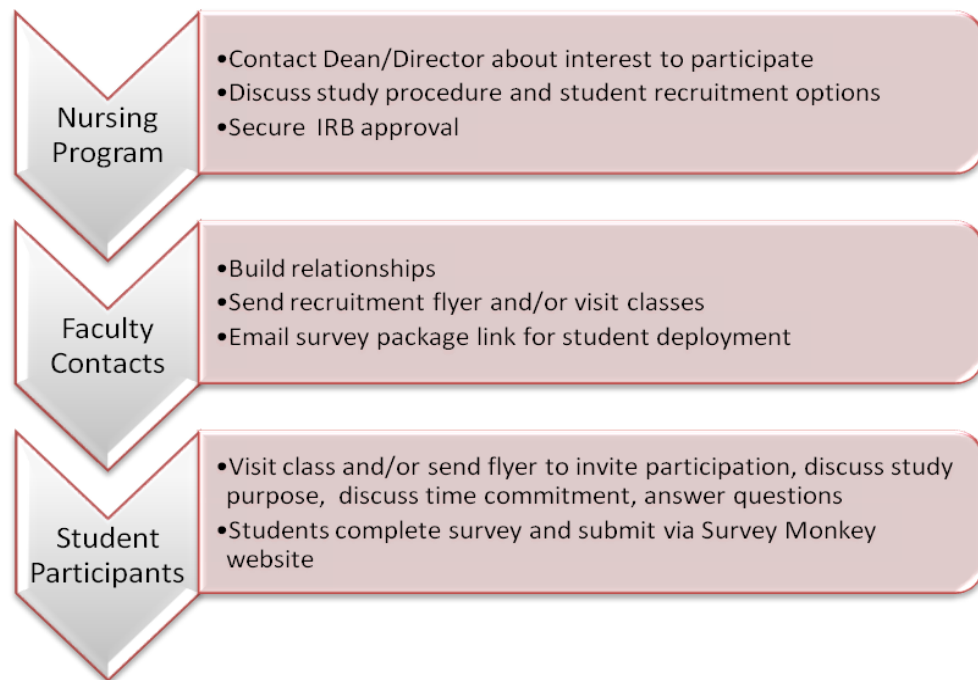 Nursing
Program
•Contact Dean/Director about interest to participate
•Discuss study procedure and student recruitment options
•Secure IRB approval
Faculty
Contacts
•Build relationships
•Send recruitment flyer and/or visit classes
•Email survey package link for student deployment
Student
Participants
•Visit class and/or send flyer to invite participation, discuss study
purpose, discuss time commitment, answer questions
•Students complete survey and submit via Survey Monkey
website